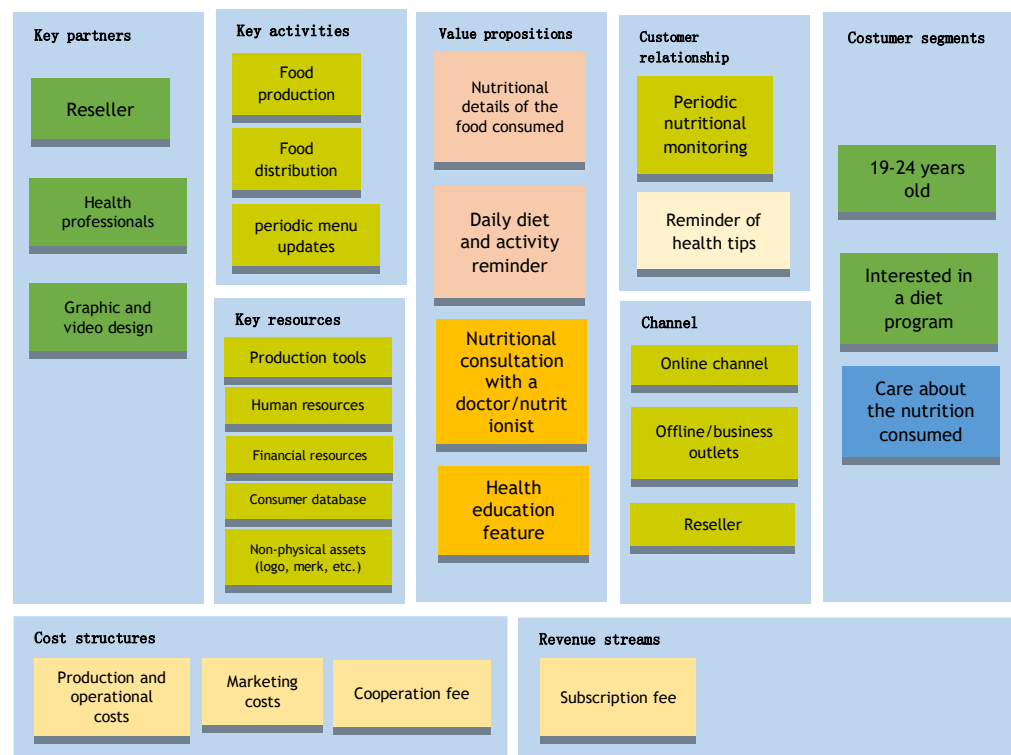 Key partners
Reseller
Health
professionals
Graphic and
video design
Key activities
Food
production
Food
distribution
periodic menu
updates
Key resources
Production tools
Human resources
Financial resources
Consumer database
Non-physical assets
(logo, merk, etc.)
Value propositions
Nutritional
details of the
food consumed
Daily diet
and activity
reminder
Nutritional
consultation
with a
doctor/nutrit
ionist
Health
education
feature
Customer
relationship
Periodic
nutritional
monitoring
Reminder of
health tips
Channel
Online channel
Offline/business
outlets
Reseller
Costumer segments
19-24 years
old
Interested in
a diet
program
Care about
the nutrition
consumed
Cost structures
Production and
operational
costs
Marketing
costs
Cooperation fee
Revenue streams
Subscription fee